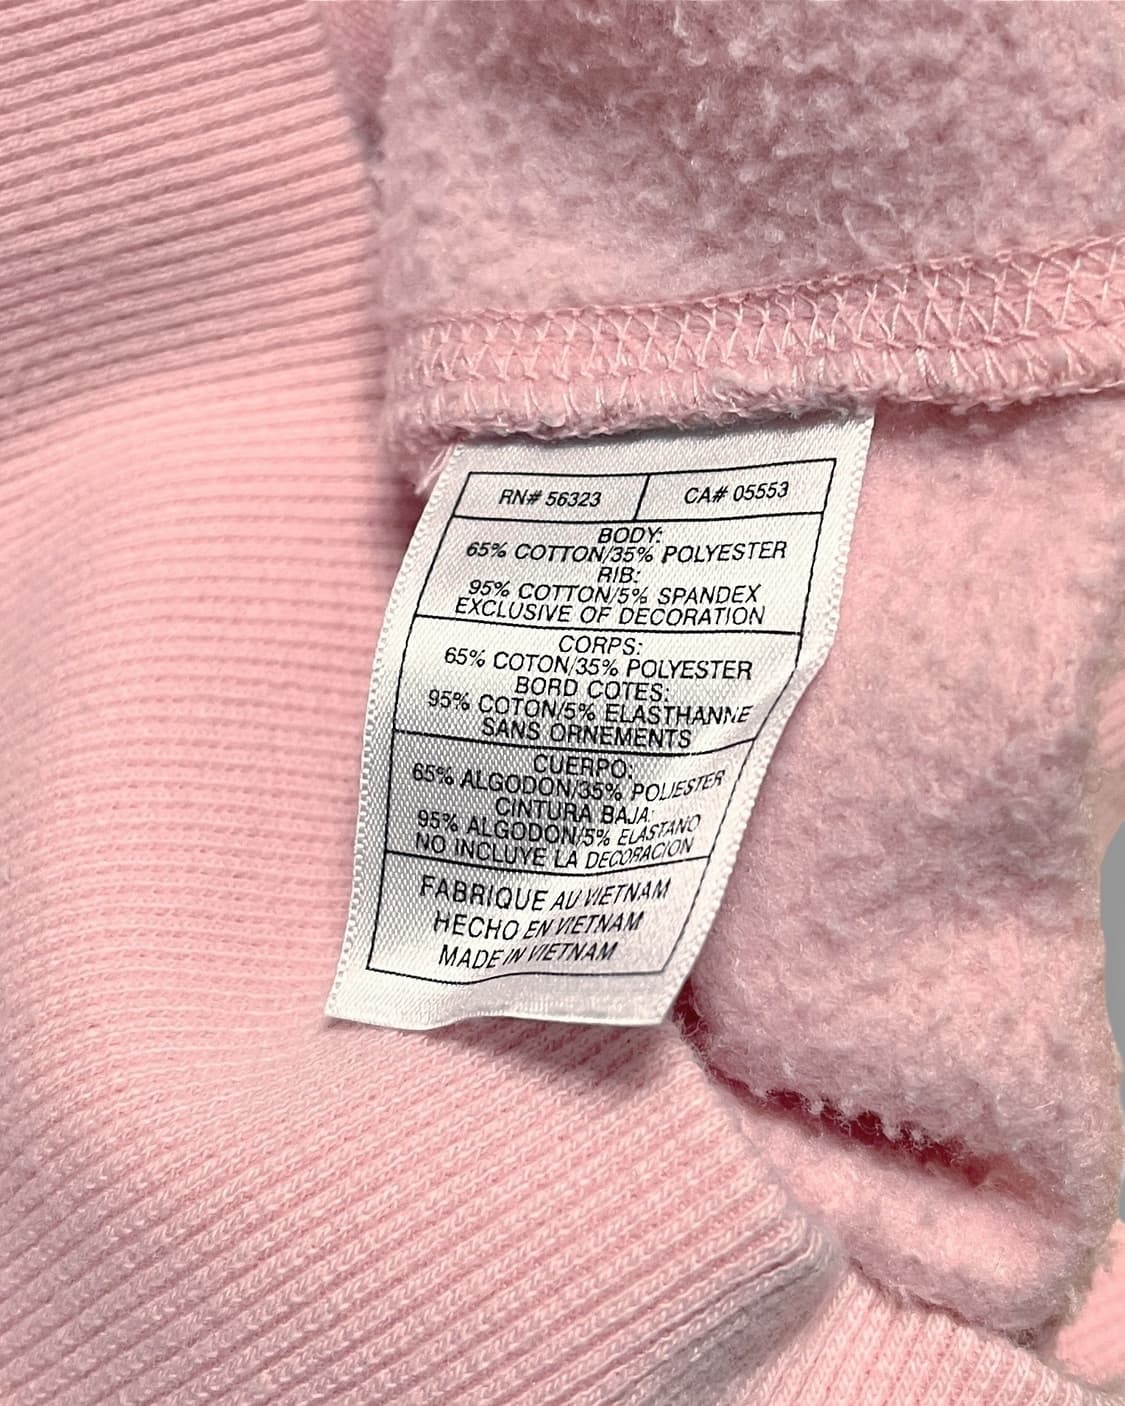 RN# 56323 CA# 05553
BODY:
65% COTTON/35% POLYESTER
RIB:
95% COTTON/5% SPANDEX
EXCLUSIVE OF DECORATION
CORPS:
65% COTON/35% POLYESTER
BORD COTES:
95% COTON/5% ELASTHANNE
SANS ORNEMENTS
CUERPO:
65% ALGODON/35% POLIESTER
CINTURA BAJA:
95% ALGODON/5% ELASTANO
NO INCLUYE LA DECORACION
FABRIQUE AU VIETNAM
HECHO EN VIETNAM
MADE IN VIETNAM